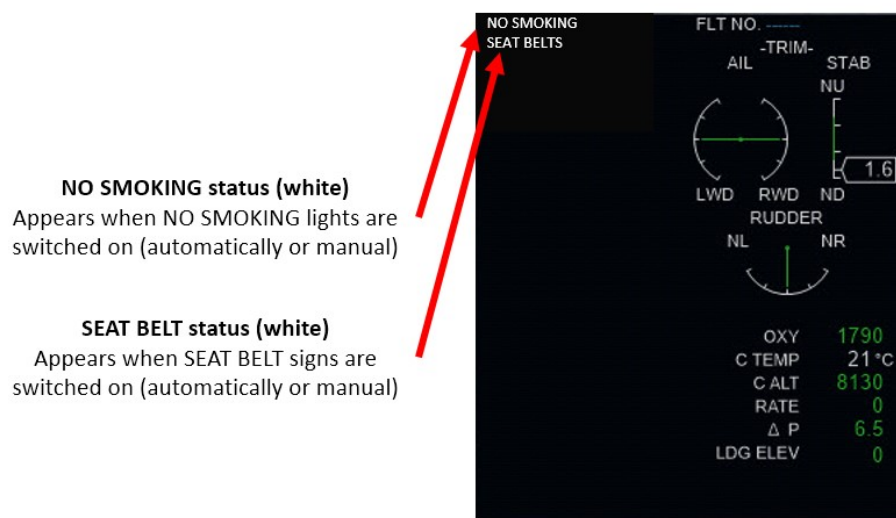 NO SMOKING status (white)
Appears when NO SMOKING lights are
switched on (automatically or manual)
SEAT BELT status (white)
Appears when SEAT BELT signs are
switched on (automatically or manual)
NO SMOKING
SEAT BELTS
FLT NO. ------
-TRIM-
AIL STAB
NU
1.6
LWD RWD ND
RUDDER
NL NR
OXY 1790
C TEMP 21 °C
C ALT 8130
RATE 0
Δ P 6.5
LDG ELEV 0